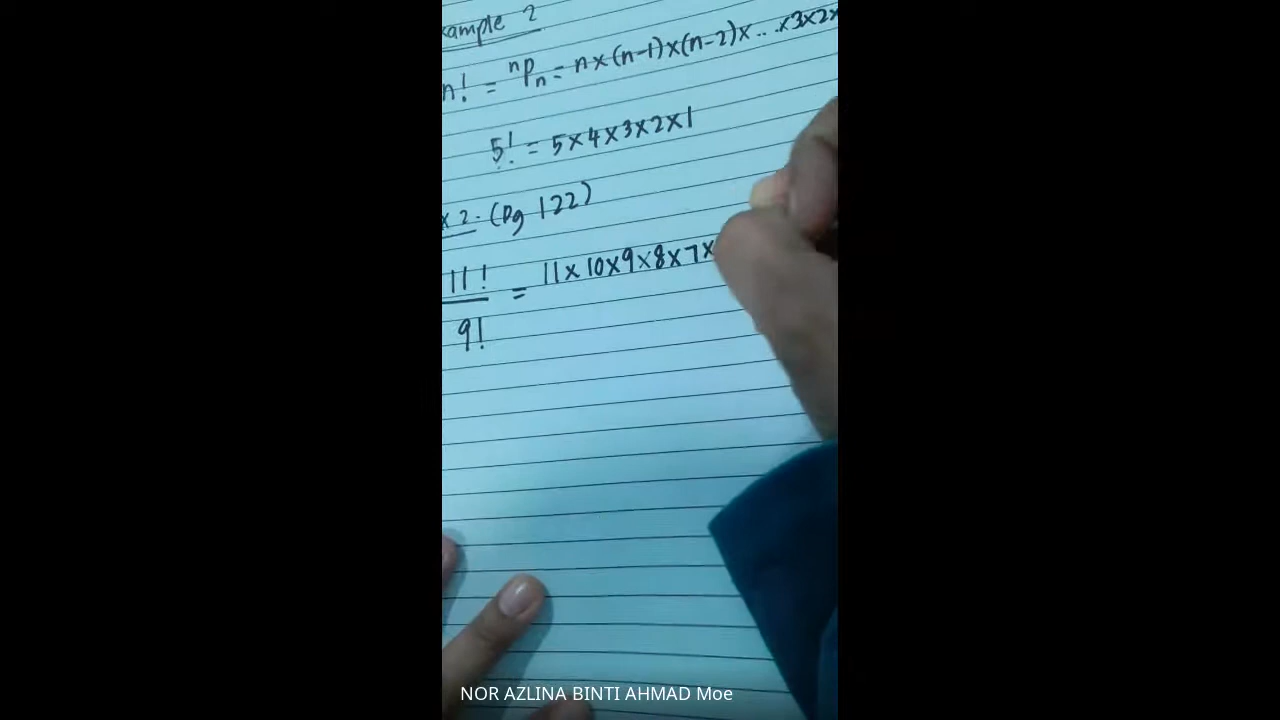 xample 2
n! = ⁿPₙ = n×(n-1)×(n-2)×...×3×2×
5! = 5×4×3×2×1
x 2. (Pg 122)
11! = 11×10×9×8×7×
9!
NOR AZLINA BINTI AHMAD Moe